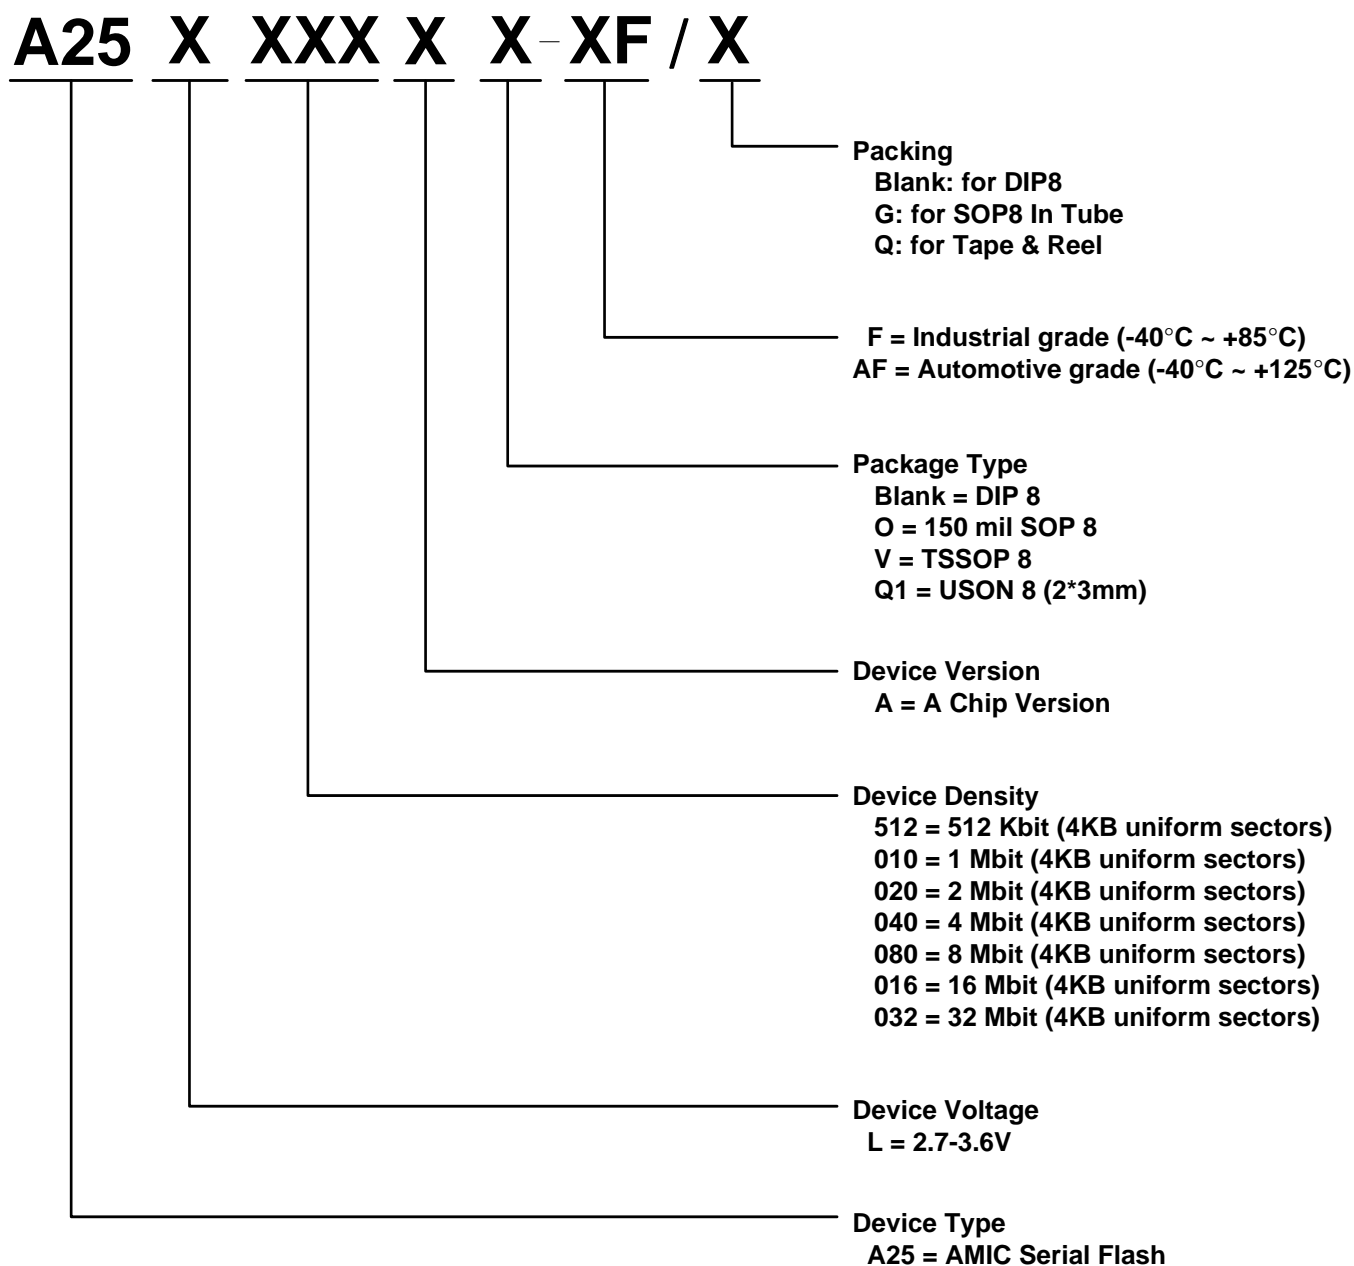 A25 X XXX X X-XF / X
Packing
Blank: for DIP8
G: for SOP8 In Tube
Q: for Tape & Reel
F = Industrial grade (-40°C ~ +85°C)
AF = Automotive grade (-40°C ~ +125°C)
Package Type
Blank = DIP 8
O = 150 mil SOP 8
V = TSSOP 8
Q1 = USON 8 (2*3mm)
Device Version
A = A Chip Version
Device Density
512 = 512 Kbit (4KB uniform sectors)
010 = 1 Mbit (4KB uniform sectors)
020 = 2 Mbit (4KB uniform sectors)
040 = 4 Mbit (4KB uniform sectors)
080 = 8 Mbit (4KB uniform sectors)
016 = 16 Mbit (4KB uniform sectors)
032 = 32 Mbit (4KB uniform sectors)
Device Voltage
L = 2.7-3.6V
Device Type
A25 = AMIC Serial Flash